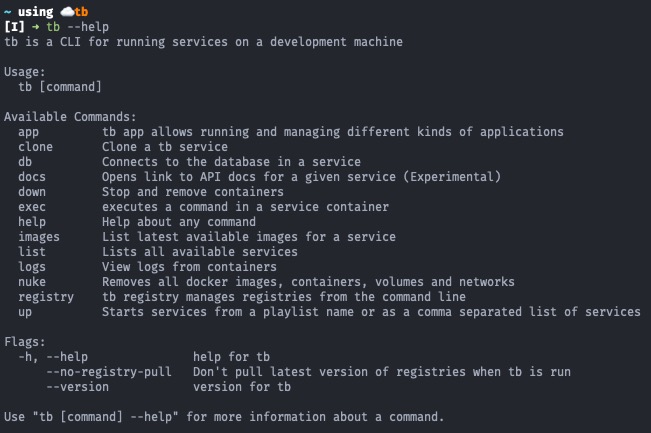 ~ using ☁️tb
[I] → tb --help
tb is a CLI for running services on a development machine

Usage:
  tb [command]

Available Commands:
  app         tb app allows running and managing different kinds of applications
  clone       Clone a tb service
  db          Connects to the database in a service
  docs        Opens link to API docs for a given service (Experimental)
  down        Stop and remove containers
  exec        executes a command in a service container
  help        Help about any command
  images      List latest available images for a service
  list        Lists all available services
  logs        View logs from containers
  nuke        Removes all docker images, containers, volumes and networks
  registry    tb registry manages registries from the command line
  up          Starts services from a playlist name or as a comma separated list of services

Flags:
  -h, --help               help for tb
      --no-registry-pull   Don't pull latest version of registries when tb is run
      --version            version for tb

Use "tb [command] --help" for more information about a command.